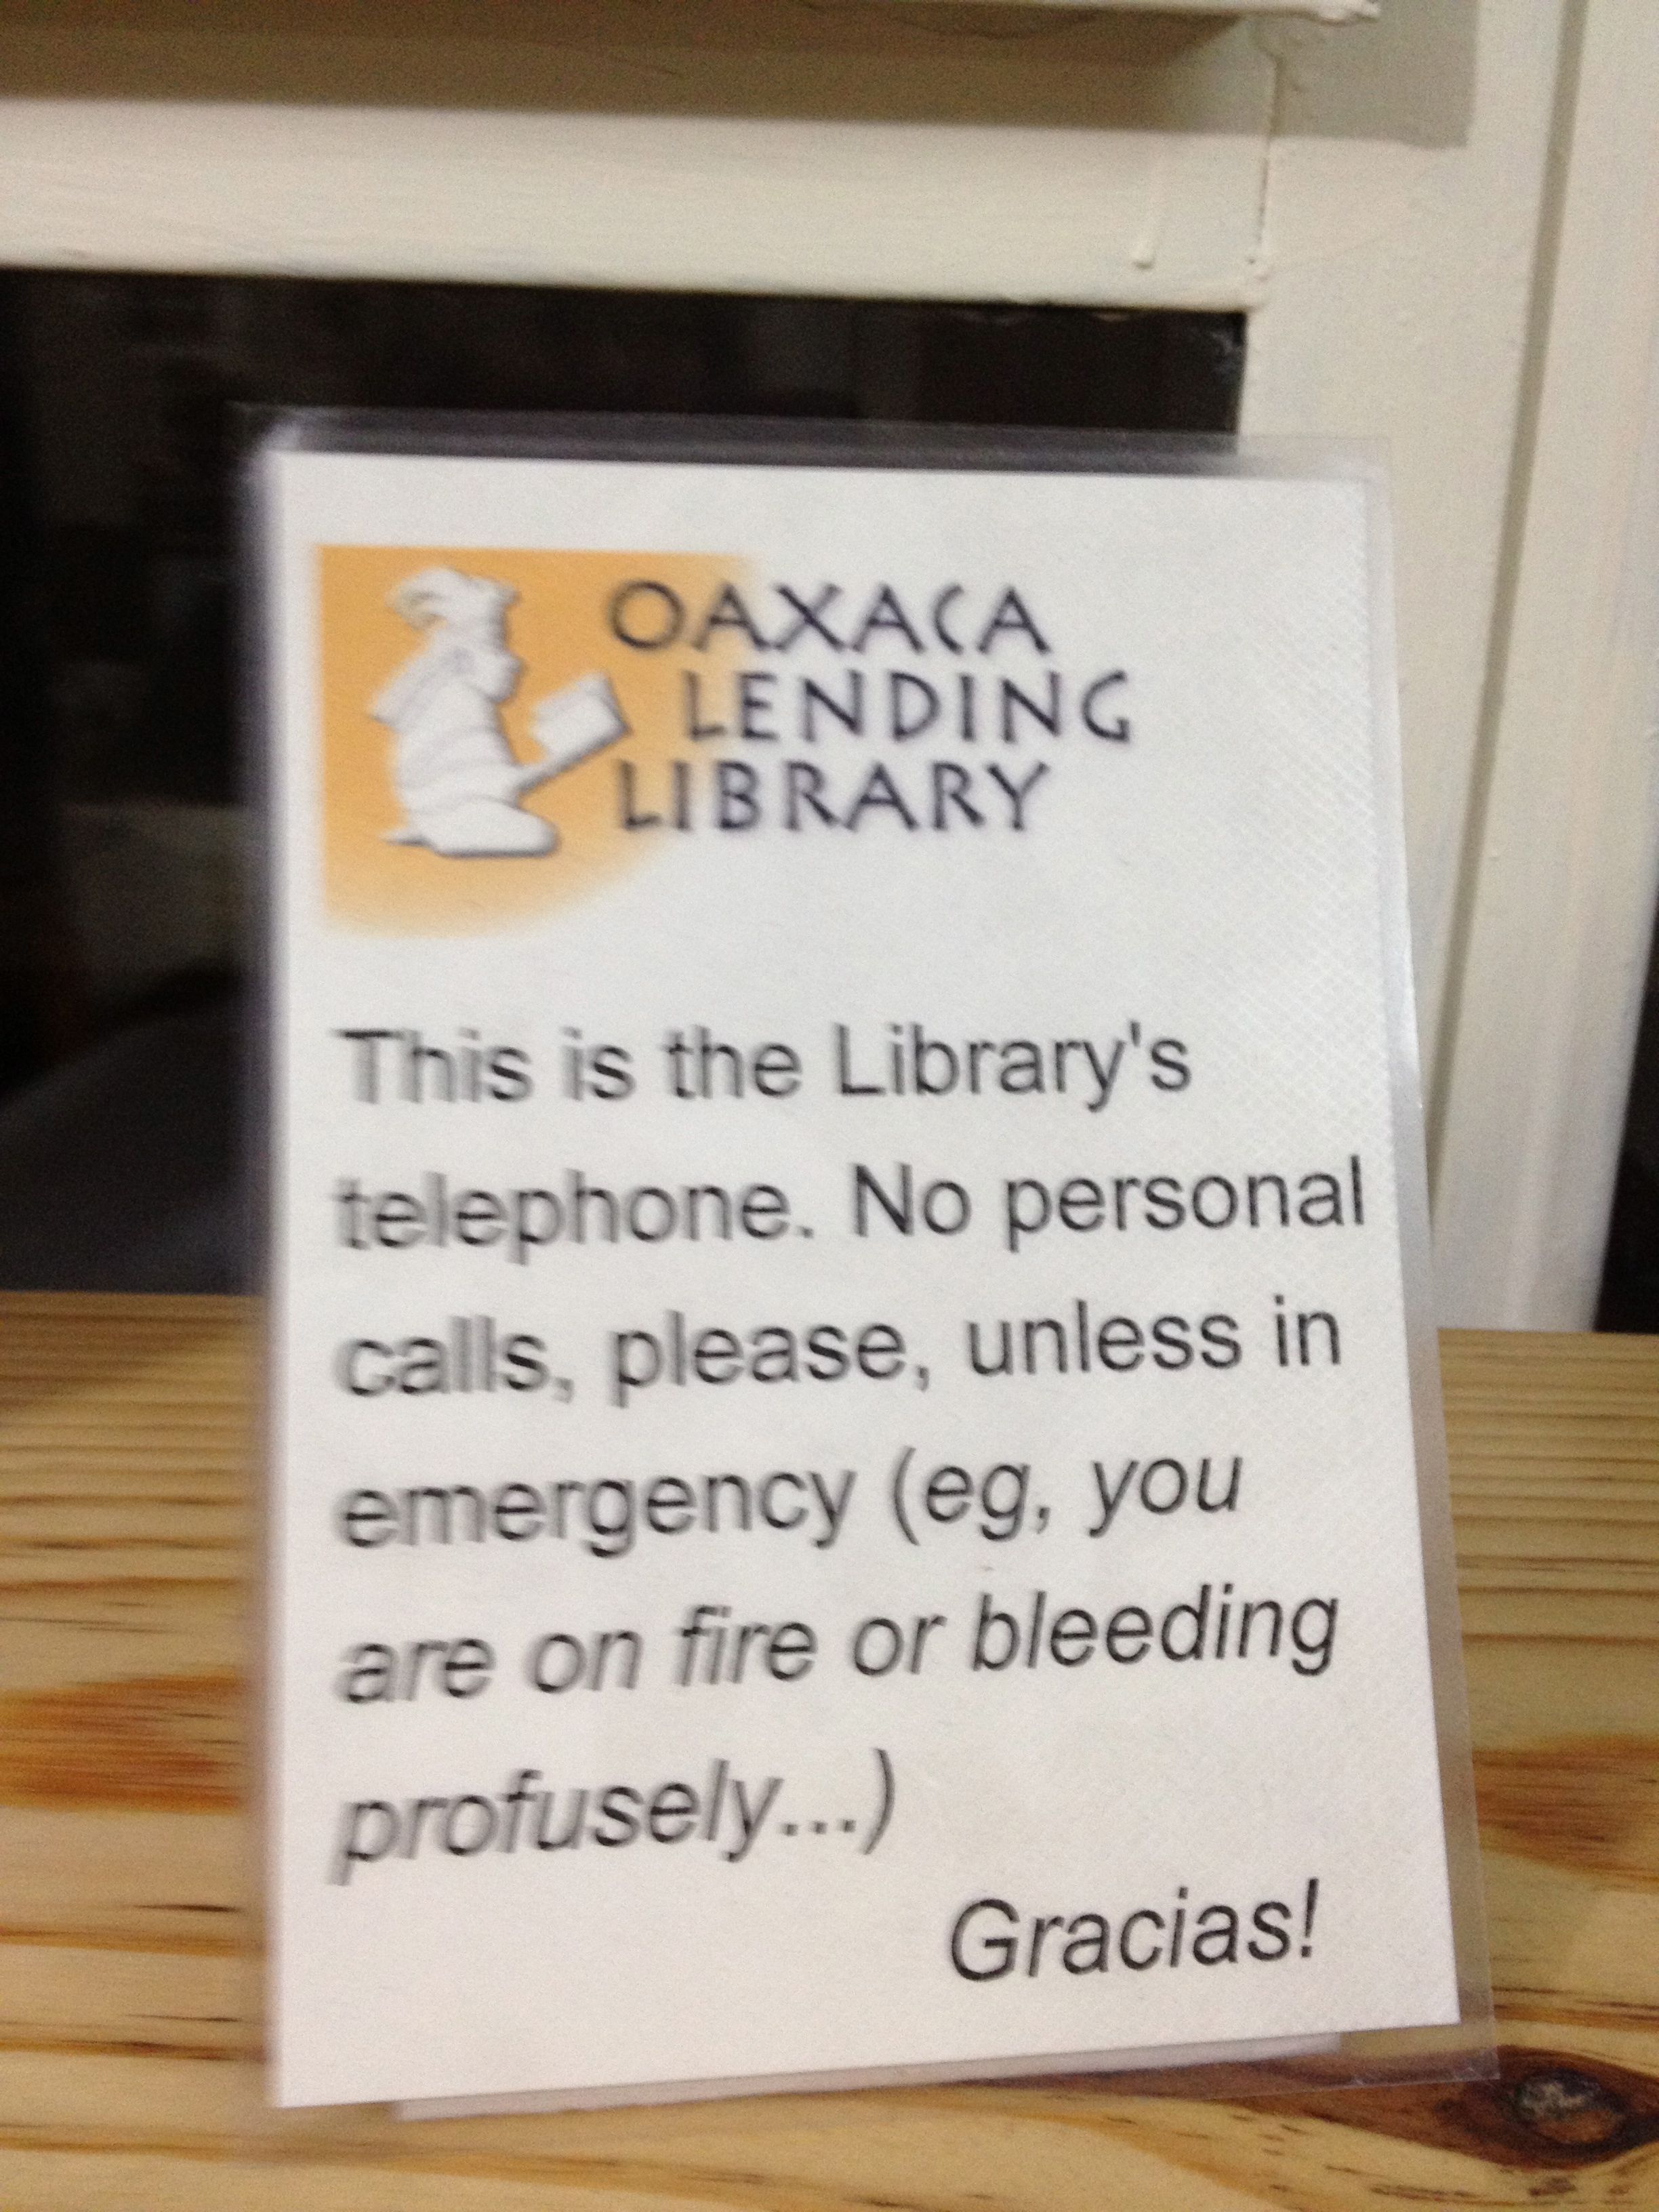 OAXACA
LENDING
LIBRARY
This is the Library's
telephone. No personal
calls, please, unless in
emergency (eg, you
are on fire or bleeding
profusely...)
Gracias!